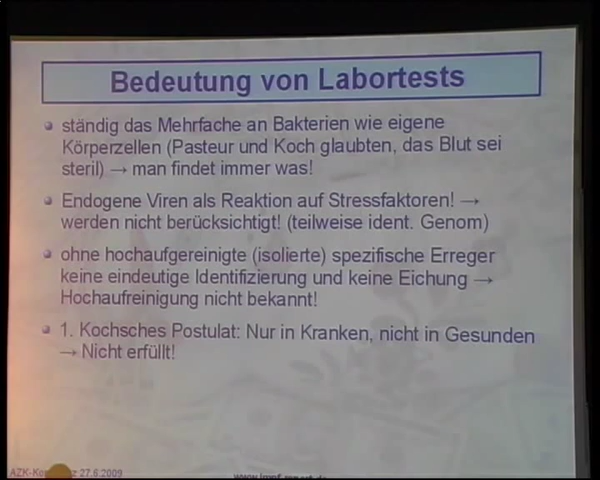 Bedeutung von Labortests
ständig das Mehrfache an Bakterien wie eigene
Körperzellen (Pasteur und Koch glaubten, das Blut sei
steril) → man findet immer was!
Endogene Viren als Reaktion auf Stressfaktoren! →
werden nicht berücksichtigt! (teilweise ident. Genom)
ohne hochaufgereinigte (isolierte) spezifische Erreger
keine eindeutige Identifizierung und keine Eichung →
Hochaufreinigung nicht bekannt!
1. Kochsches Postulat: Nur in Kranken, nicht in Gesunden
→ Nicht erfüllt!
27.6.2009